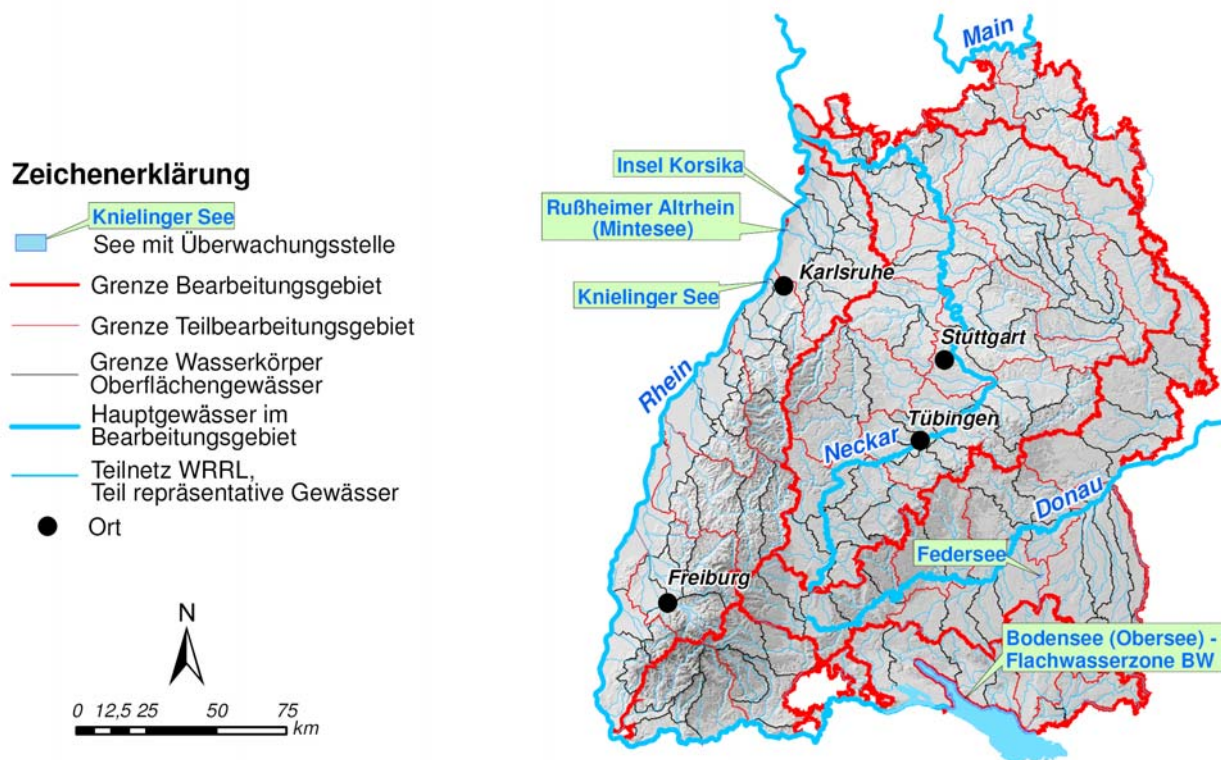 Zeichenerklärung
Knielinger See
See mit Überwachungsstelle
Grenze Bearbeitungsgebiet
Grenze Teilbearbeitungsgebiet
Grenze Wasserkörper
Oberflächengewässer
Hauptgewässer im
Bearbeitungsgebiet
Teilnetz WRRL,
Teil repräsentative Gewässer
Ort
N
0 12,5 25 50 75
km
Main
Insel Korsika
Rußheimer Altrhein
(Mintesee)
Karlsruhe
Knielinger See
Stuttgart
Rhein
Tübingen
Neckar
Donau
Federsee
Freiburg
Bodensee (Obersee) -
Flachwasserzone BW